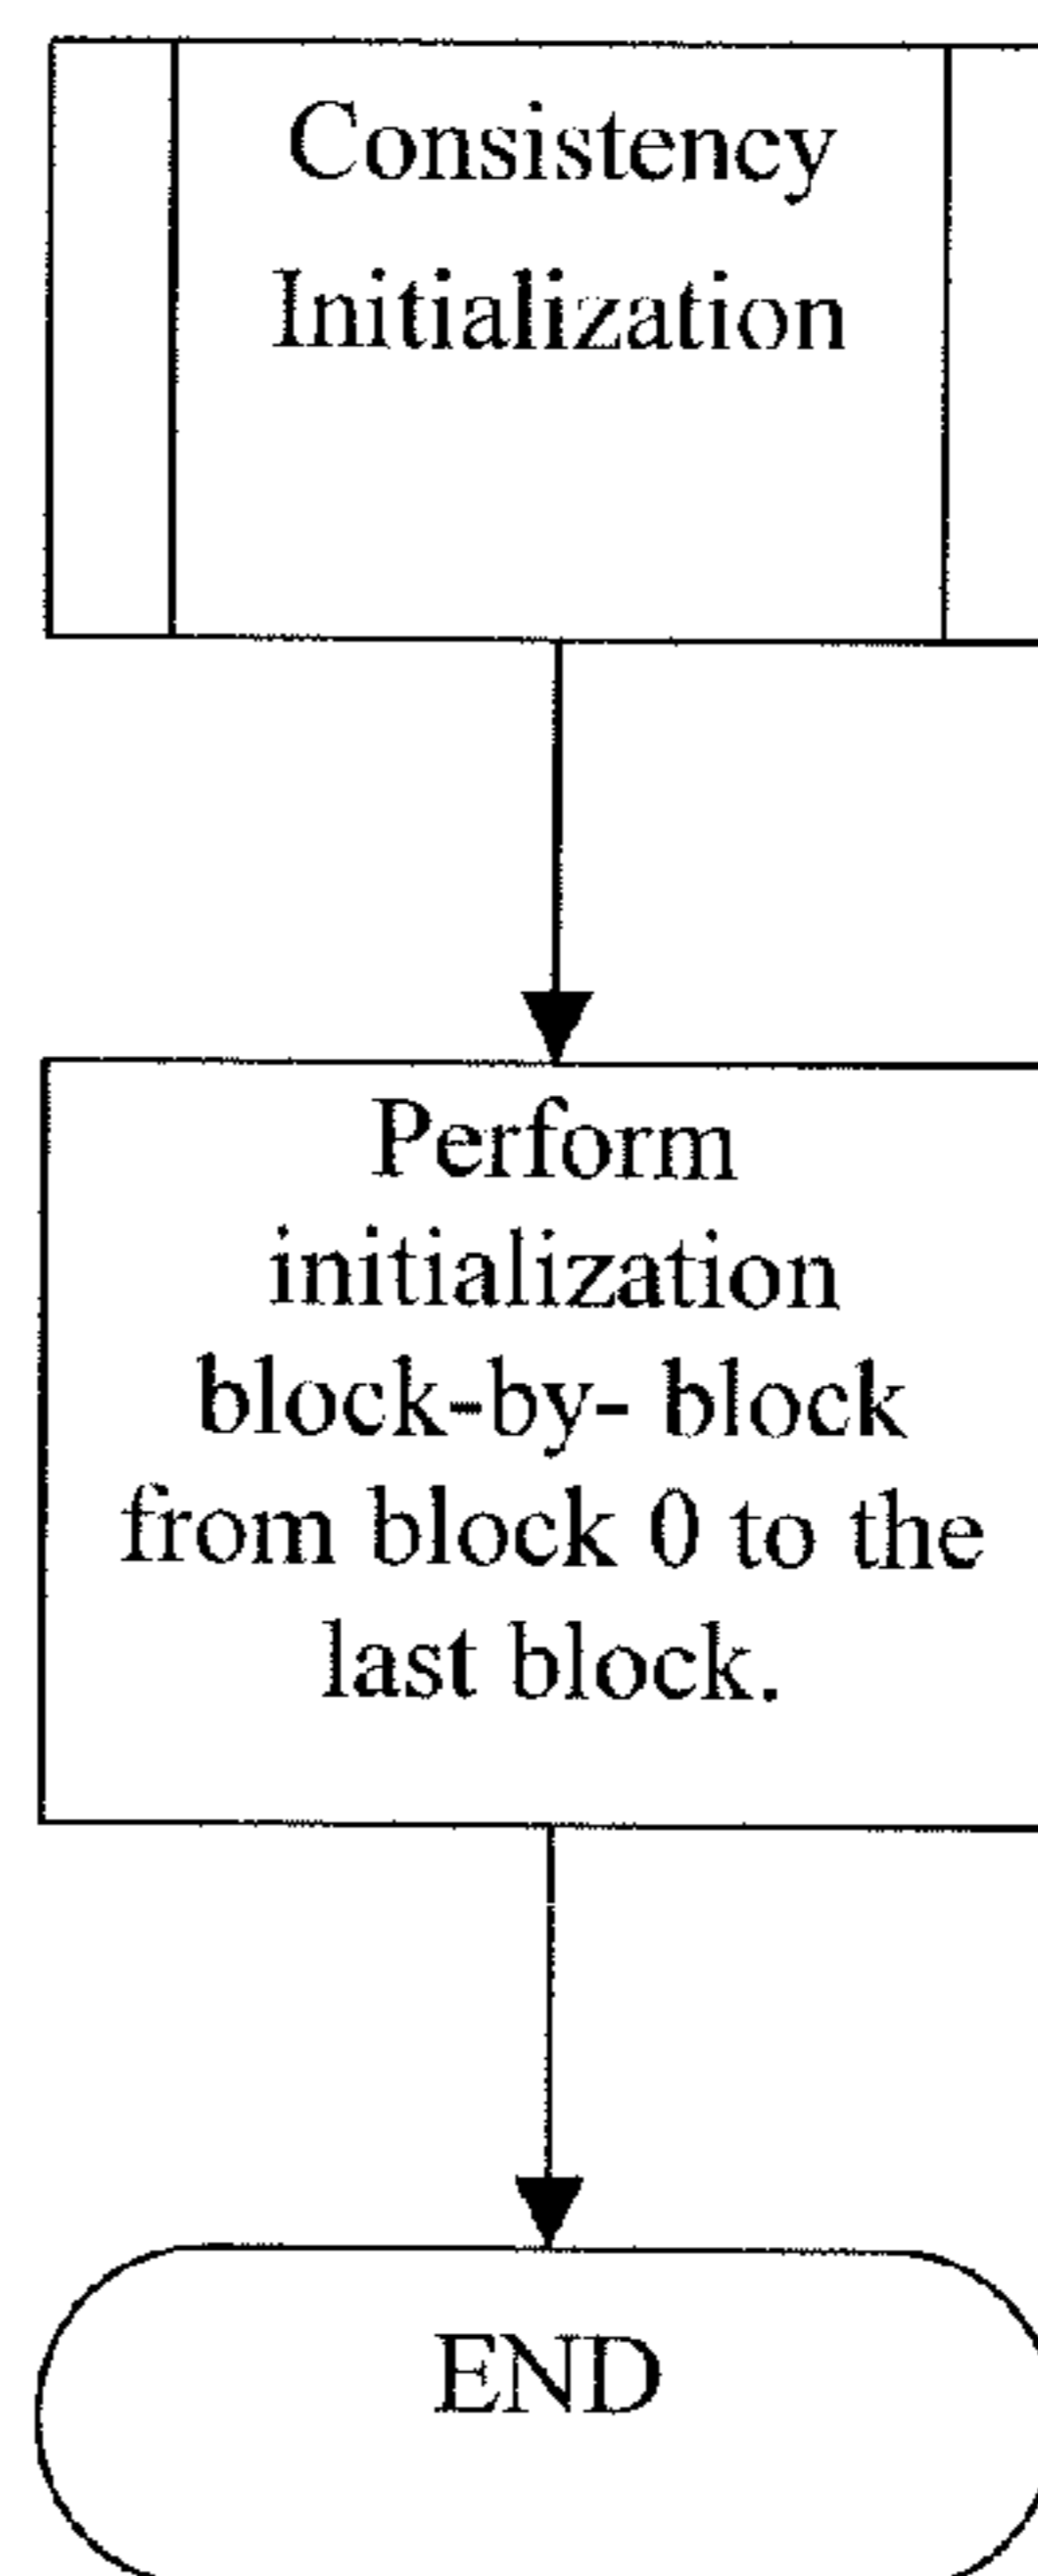 Consistency
Initialization
Perform
initialization
block-by- block
from block 0 to the
last block.
END